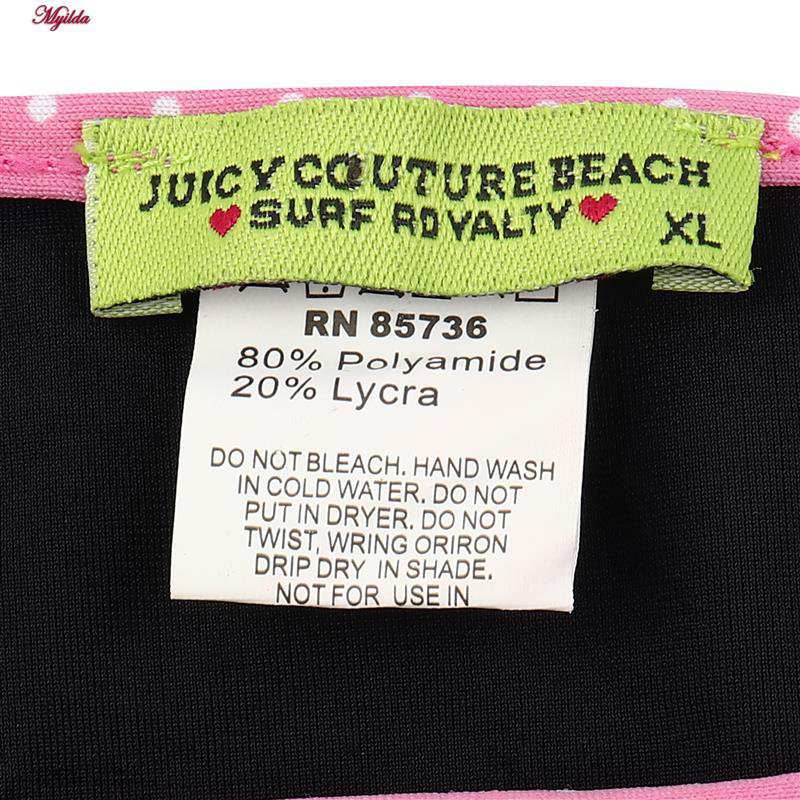 Myilda
JUICY COUTURE BEACH
SURF ROYALTY
XL
RN 85736
80% Polyamide
20% Lycra
DO NOT BLEACH. HAND WASH
IN COLD WATER. DO NOT
PUT IN DRYER. DO NOT
TWIST, WRING ORIRON
DRIP DRY IN SHADE.
NOT FOR USE IN